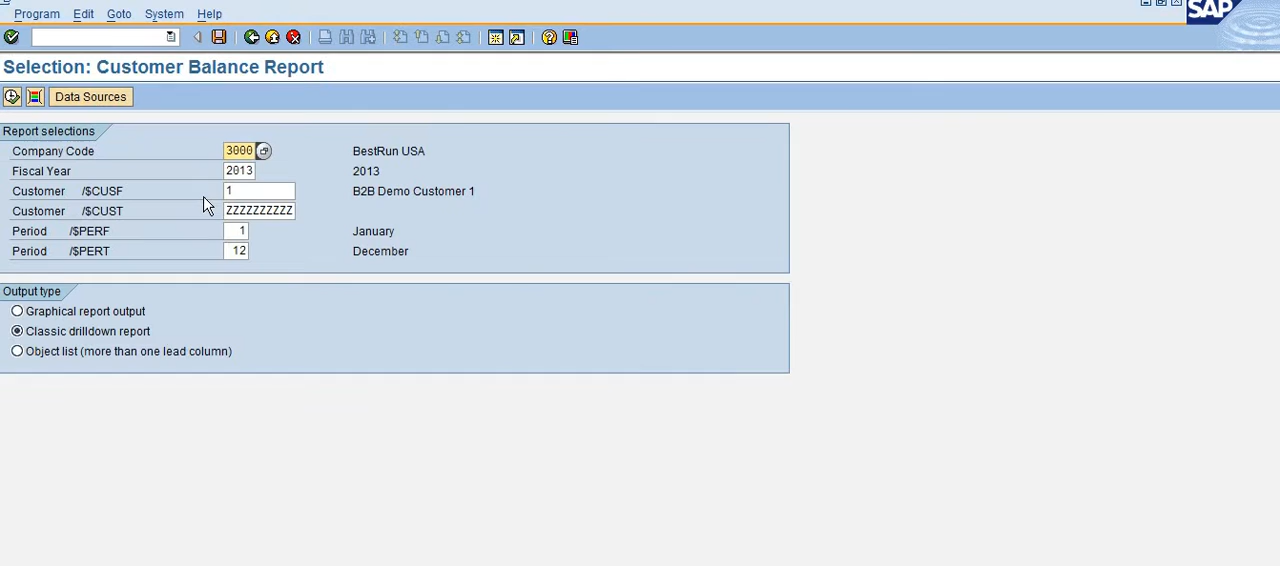 Program Edit Goto System Help
SAP
Selection: Customer Balance Report
Data Sources
Report selections
Company Code 3000 BestRun USA
Fiscal Year 2013 2013
Customer /$CUSF 1 B2B Demo Customer 1
Customer /$CUST ZZZZZZZZZZ
Period /$PERF 1 January
Period /$PERT 12 December
Output type
Graphical report output
Classic drilldown report
Object list (more than one lead column)